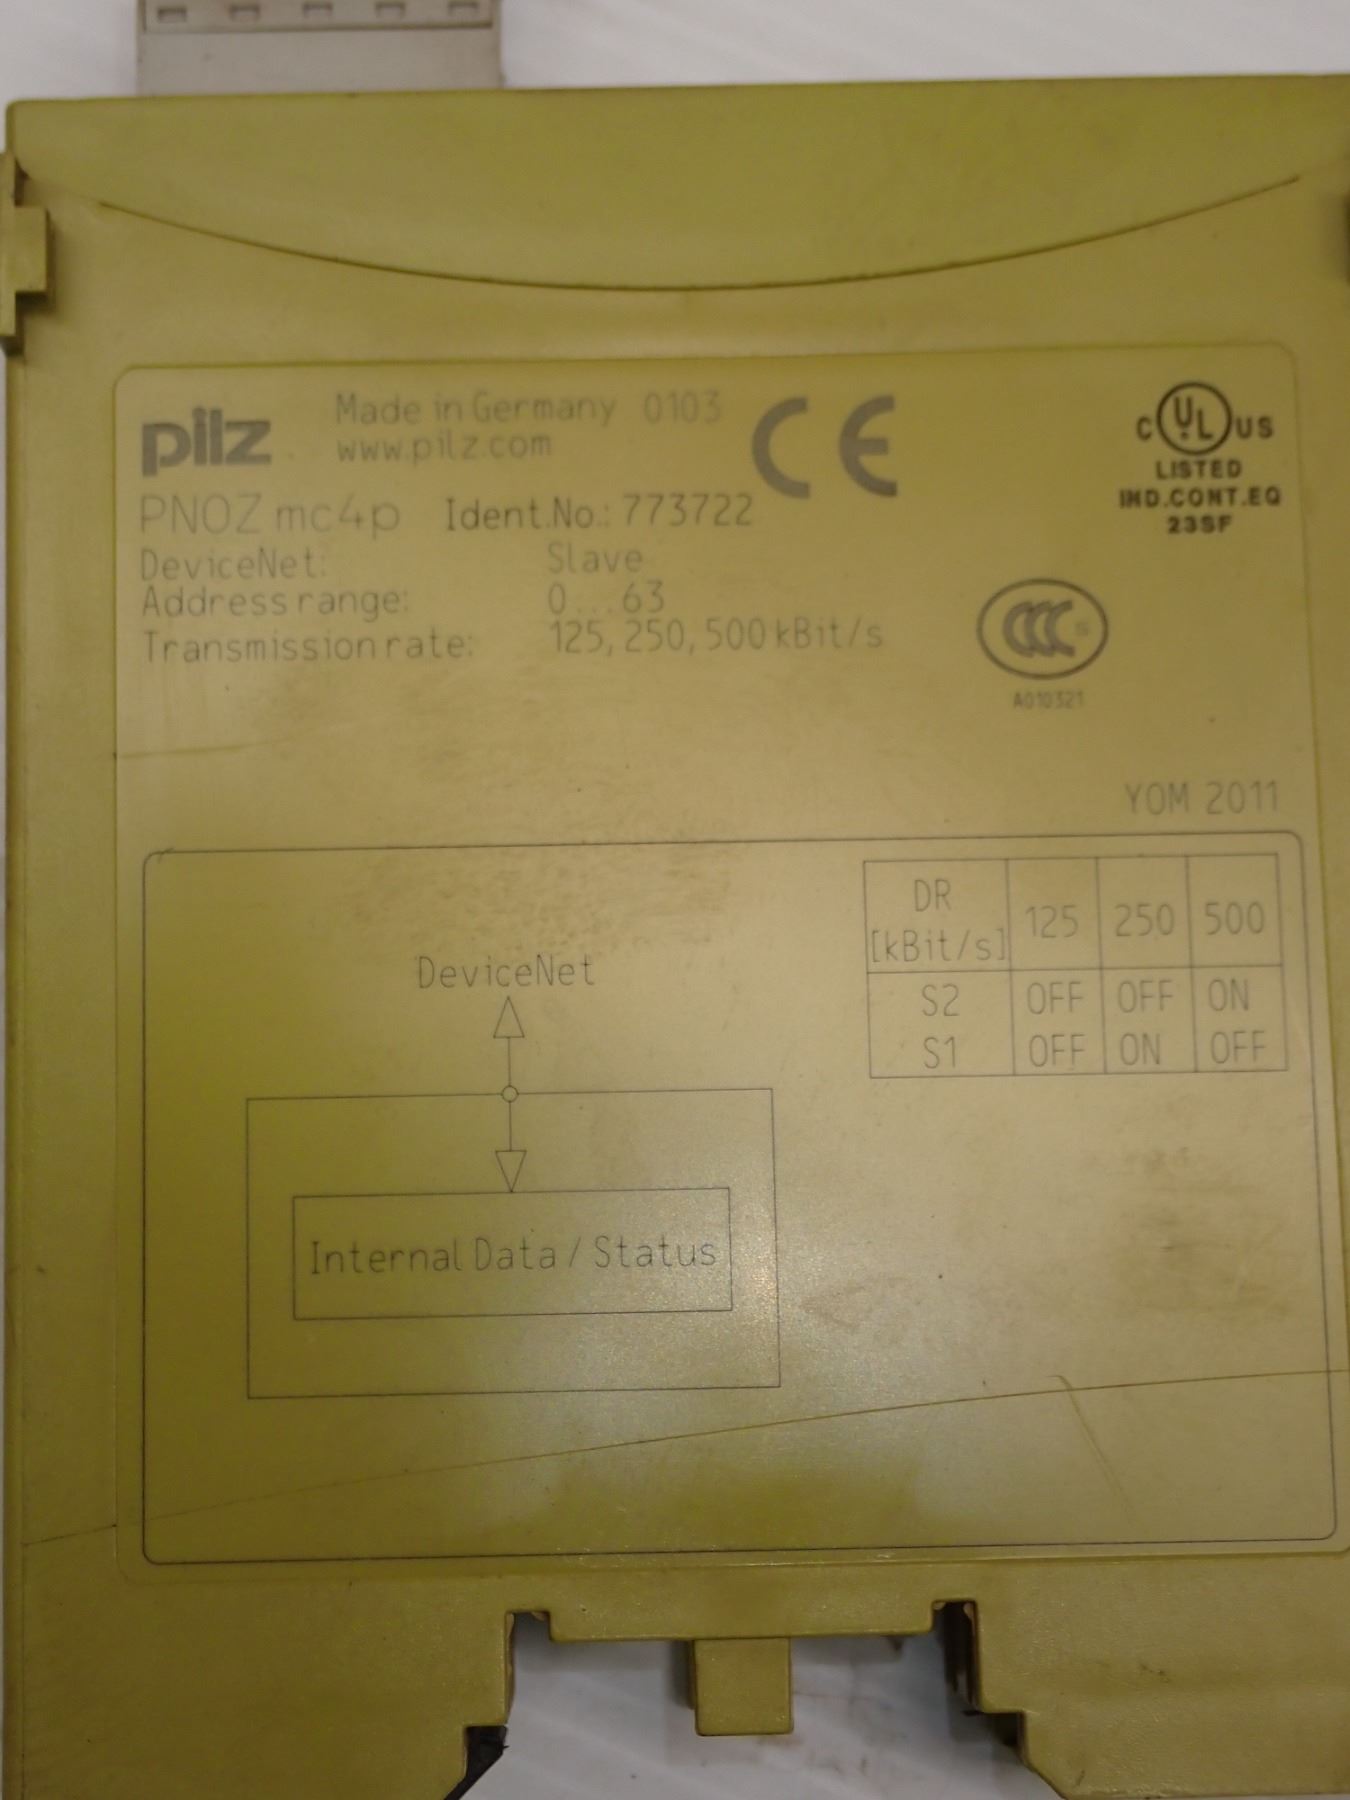 pilz
Made in Germany 0103
www.pilz.com
CE
C UL US
LISTED
IND.CONT.EQ
23SF
PNOZ mc4p Ident.No.: 773722
DeviceNet: Slave
Address range: 0...63
Transmission rate: 125, 250, 500 kBit/s
CCC S
A010321
YOM 2011
DR [kBit/s] 125 250 500
S2 OFF OFF ON
S1 OFF ON OFF
DeviceNet
Internal Data / Status